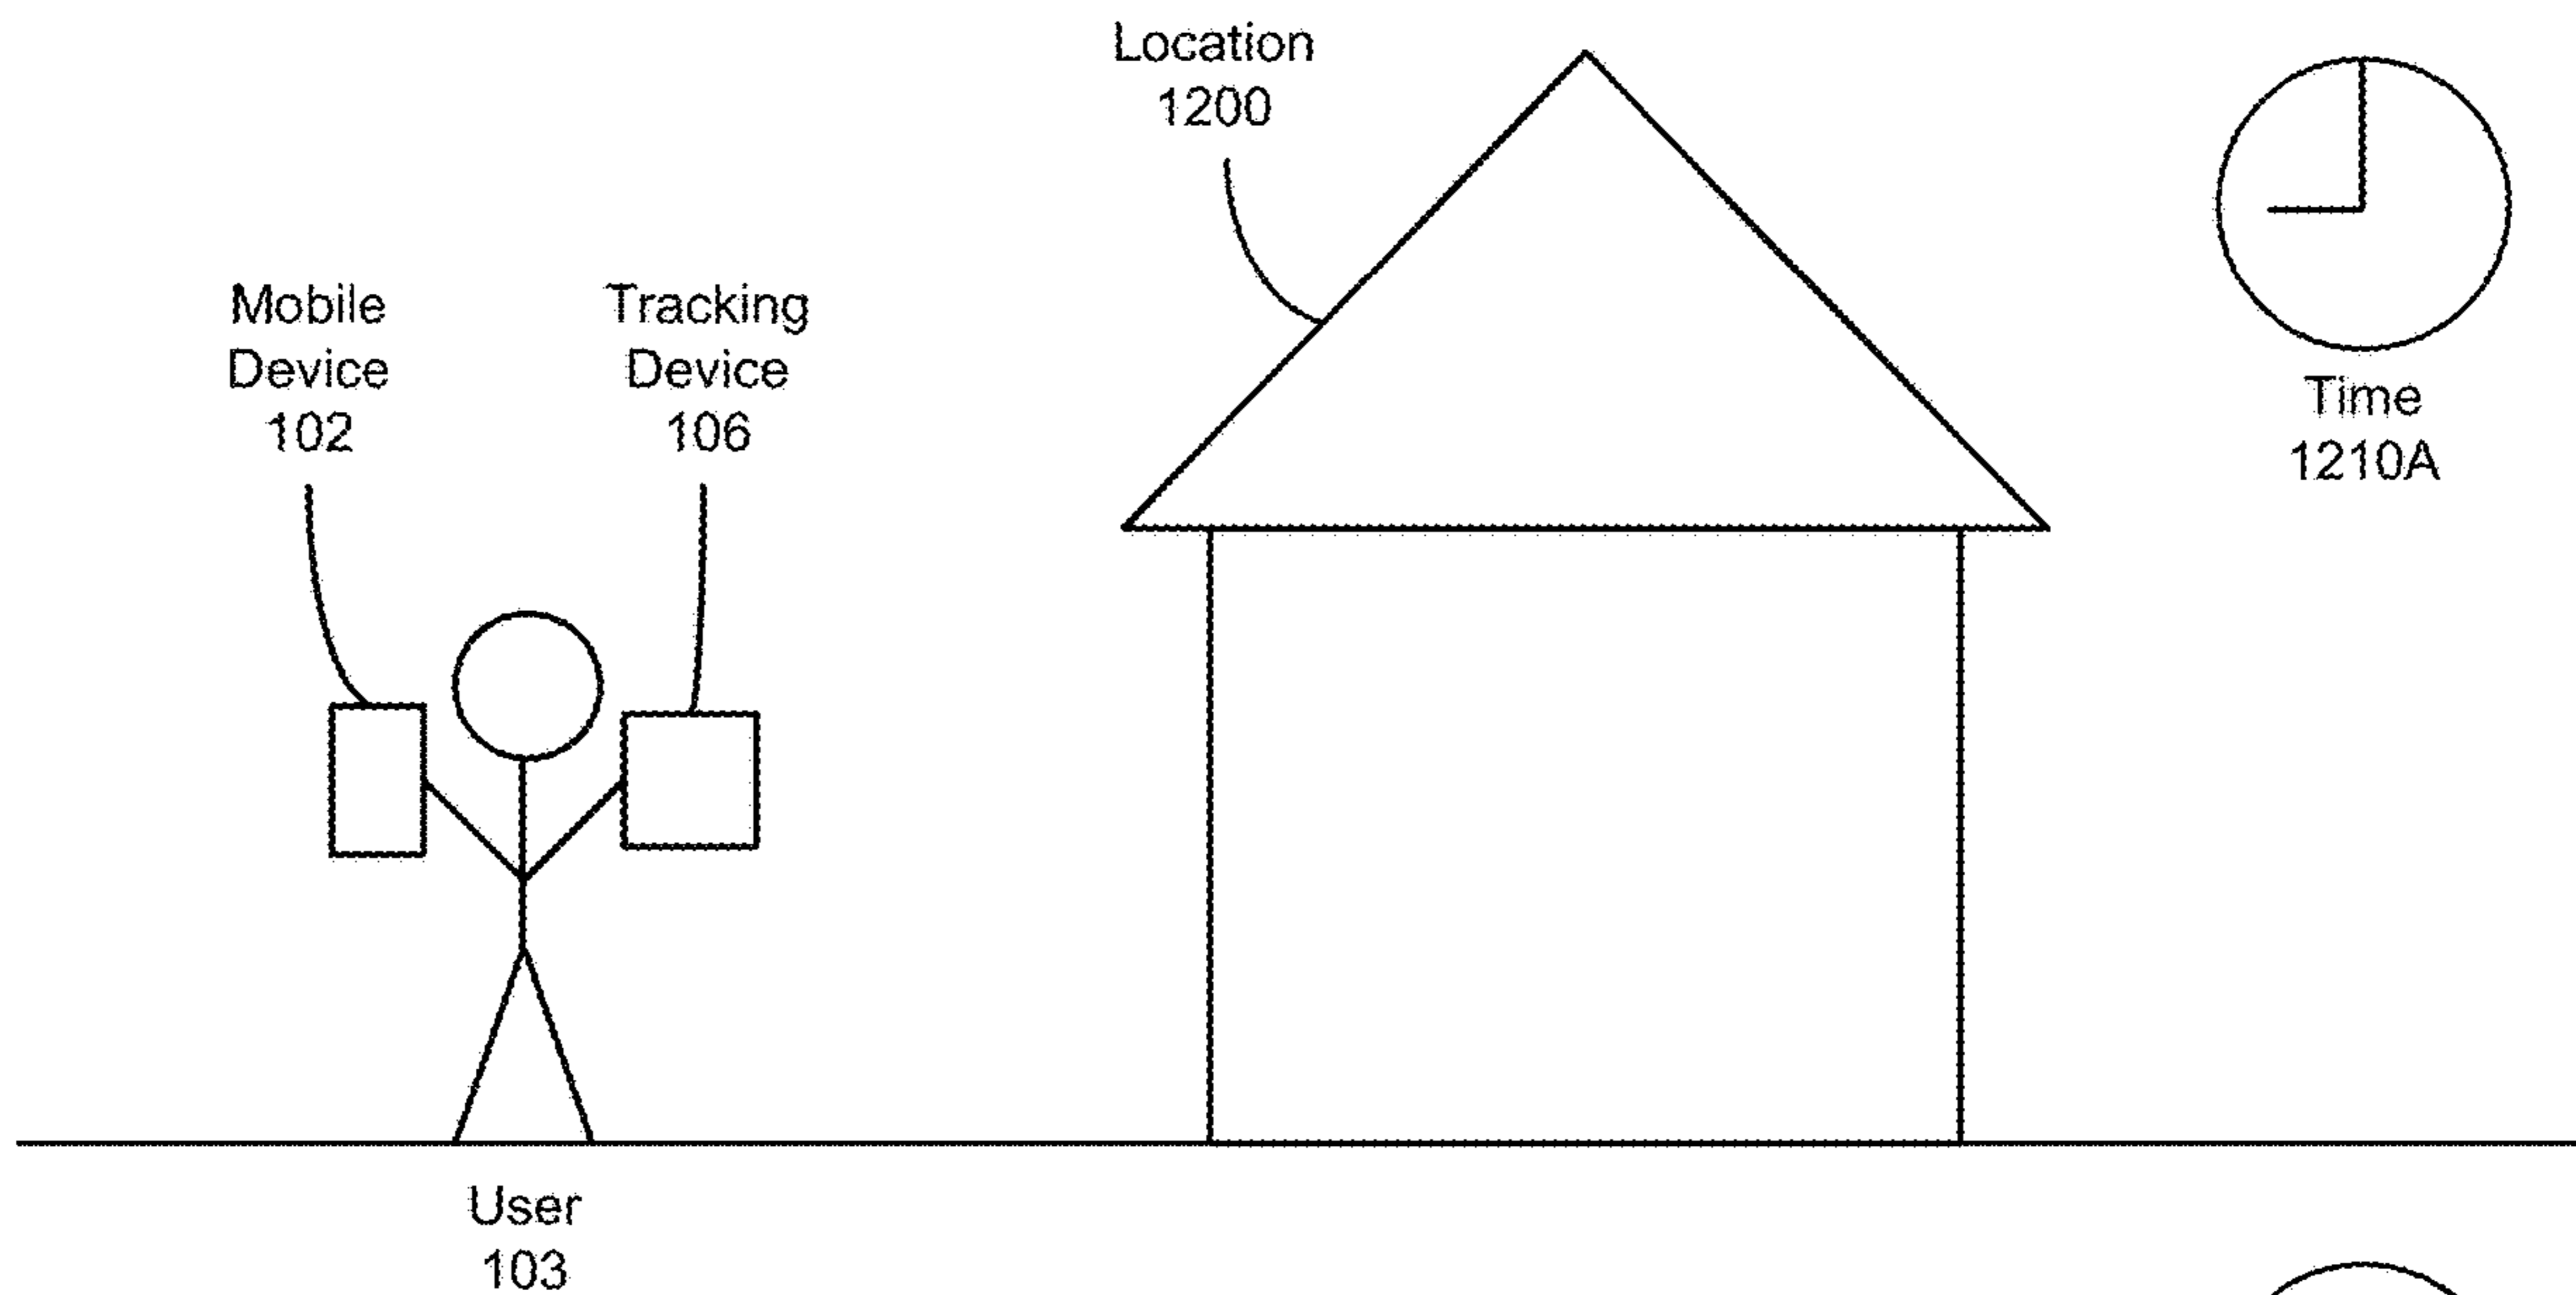 Location
1200
Mobile
Device
102
Tracking
Device
106
Time
1210A
User
103